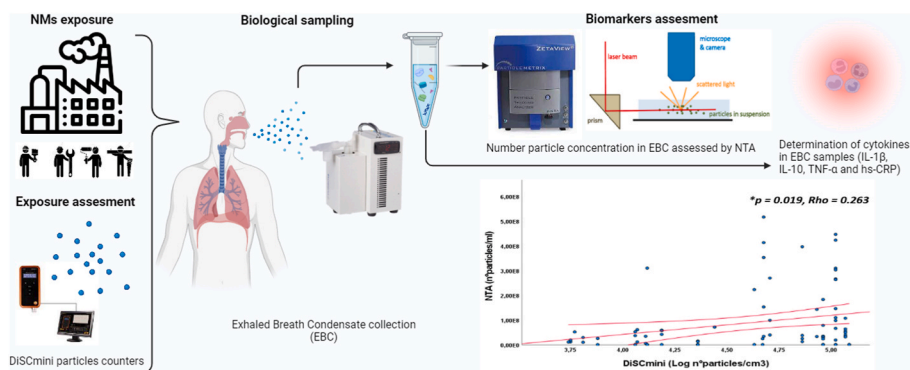 NMs exposure
Biological sampling
Biomarkers assesment
ZETAVIEW
PARTICLE METRIX
microscope
& camera
laser beam
scattered light
prism
particles in suspension
Number particle concentration in EBC assessed by NTA
Determination of cytokines
in EBC samples (IL-1β,
IL-10, TNF-α and hs-CRP)
Exposure assesment
DiSCmini particles counters
Exhaled Breath Condensate collection
(EBC)
*p = 0.019, Rho = 0.263
NTA (n°particles/ml)
6,00E8
5,00E8
4,00E8
3,00E8
2,00E8
1,00E8
,00E0
3,75
4,00
4,25
4,50
4,75
5,00
DiSCmini (Log n°particles/cm3)